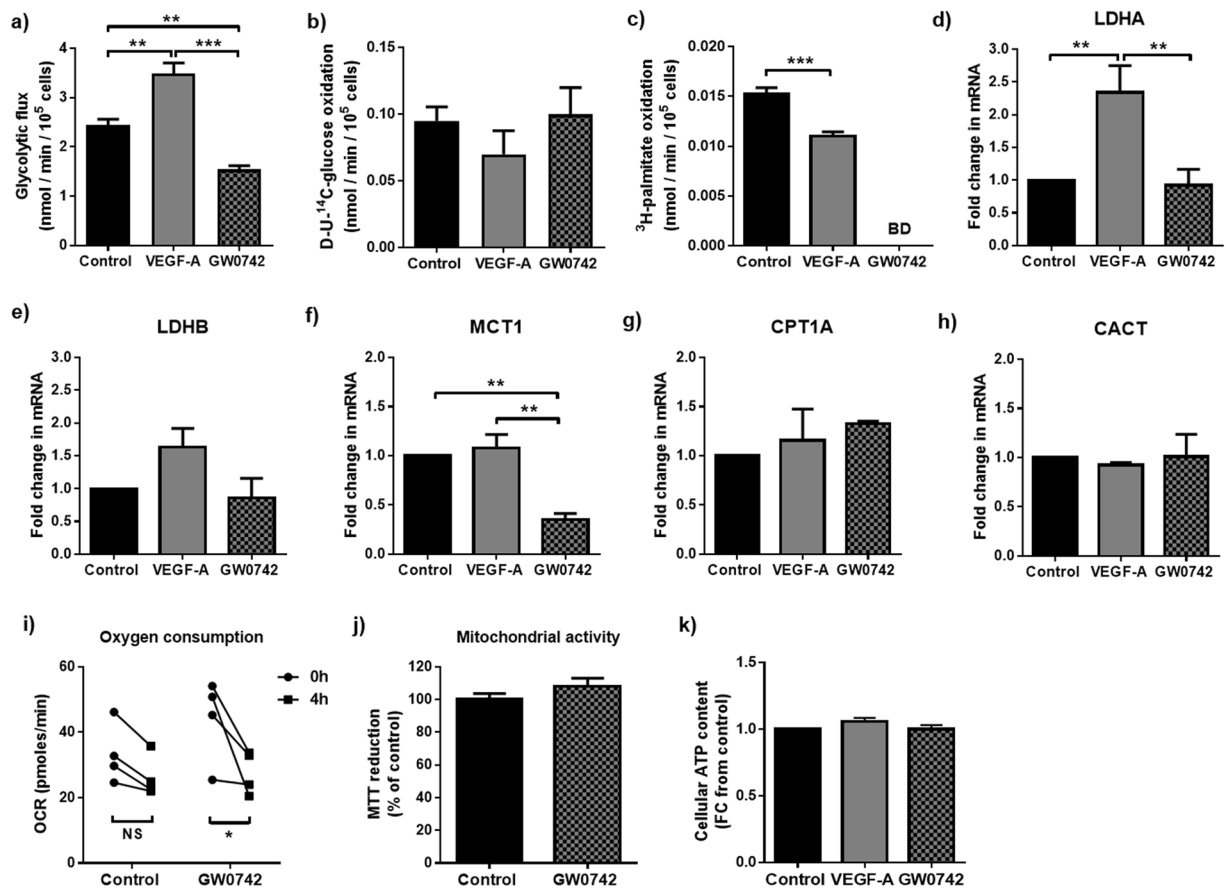 a)
**
**
***
Glycolytic flux
(nmol / min / 10⁵ cells)
4
3
2
1
0
Control
VEGF-A
GW0742
b)
D-U-¹⁴C-glucose oxidation
(nmol / min / 10⁵ cells)
0.15
0.10
0.05
0.00
Control
VEGF-A
GW0742
c)
***
³H-palmitate oxidation
(nmol / min / 10⁵ cells)
0.020
0.015
0.010
0.005
0.000
BD
Control
VEGF-A
GW0742
d)
LDHA
**
**
Fold change in mRNA
3.0
2.5
2.0
1.5
1.0
0.5
0.0
Control
VEGF-A
GW0742
e)
LDHB
Fold change in mRNA
3.0
2.5
2.0
1.5
1.0
0.5
0.0
Control
VEGF-A
GW0742
f)
MCT1
**
**
Fold change in mRNA
2.0
1.5
1.0
0.5
0.0
Control
VEGF-A
GW0742
g)
CPT1A
Fold change in mRNA
2.0
1.5
1.0
0.5
0.0
Control
VEGF-A
GW0742
h)
CACT
Fold change in mRNA
2.0
1.5
1.0
0.5
0.0
Control
VEGF-A
GW0742
i)
Oxygen consumption
OCR (pmoles/min)
60
40
20
0
0h
4h
NS
*
Control
GW0742
j)
Mitochondrial activity
MTT reduction
(% of control)
120
100
80
60
40
20
0
Control
GW0742
k)
Cellular ATP content
(FC from control)
1.5
1.0
0.5
0.0
Control
VEGF-A
GW0742